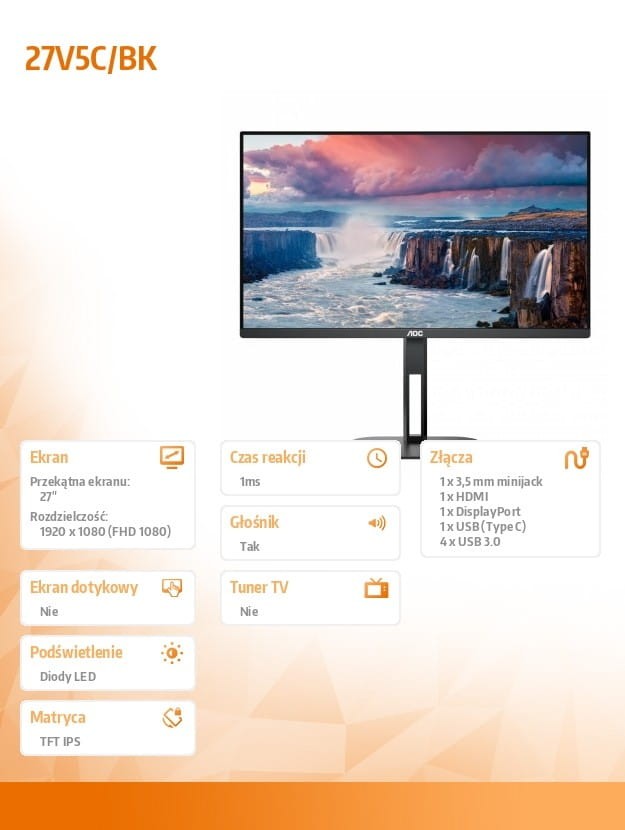 27V5C/BK
AOC
Ekran
Przekątna ekranu:
27"
Rozdzielczość:
1920 x 1080 (FHD 1080)
Ekran dotykowy
Nie
Podświetlenie
Diody LED
Matryca
TFT IPS
Czas reakcji
1ms
Głośnik
Tak
Tuner TV
Nie
Złącza
1 x 3,5 mm minijack
1 x HDMI
1 x DisplayPort
1 x USB (Type C)
4 x USB 3.0